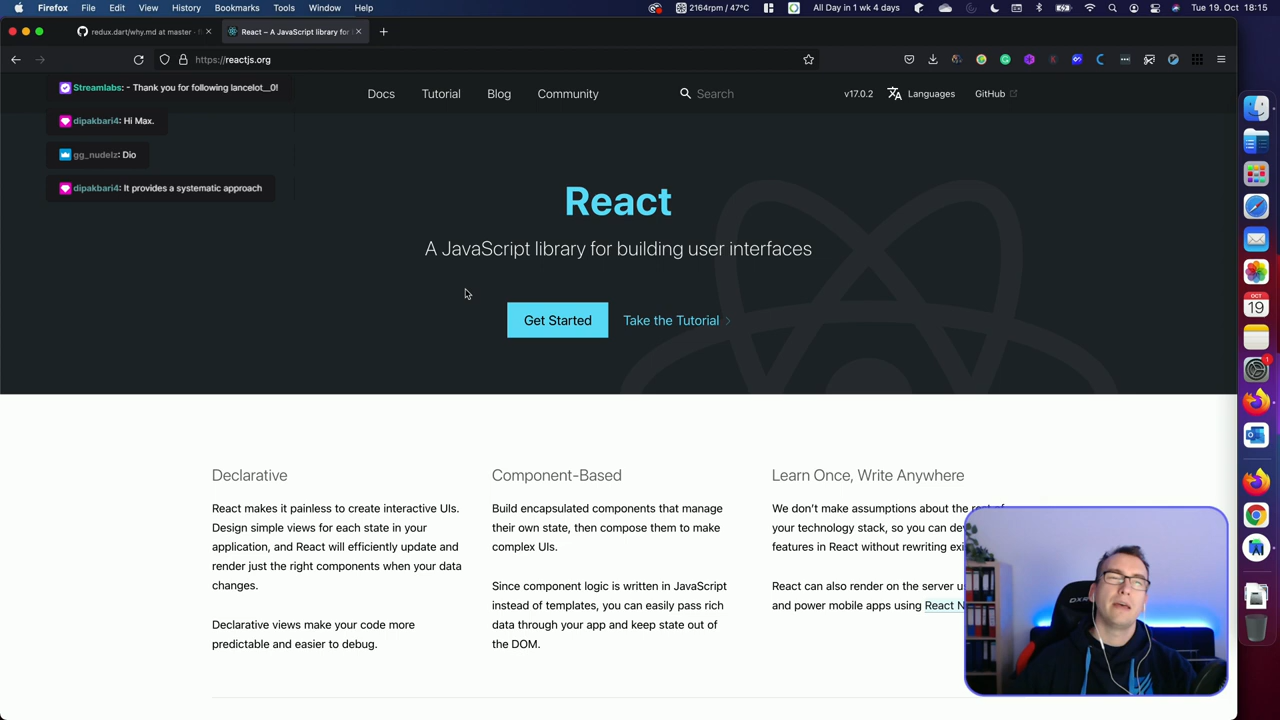 Firefox File Edit View History Bookmarks Tools Window Help
2164rpm / 47°C
All Day in 1 wk 4 days
Tue 19. Oct 18:15
redux.dart/why.md at master
React – A JavaScript library for
https://reactjs.org
Streamlabs: - Thank you for following lancelot__0!
dipakbari4: Hi Max.
gg_nudelz: Dio
dipakbari4: It provides a systematic approach
Docs Tutorial Blog Community
Search
v17.0.2
Languages
GitHub
React
A JavaScript library for building user interfaces
Get Started
Take the Tutorial
Declarative
React makes it painless to create interactive UIs.
Design simple views for each state in your
application, and React will efficiently update and
render just the right components when your data
changes.
Declarative views make your code more
predictable and easier to debug.
Component-Based
Build encapsulated components that manage
their own state, then compose them to make
complex UIs.
Since component logic is written in JavaScript
instead of templates, you can easily pass rich
data through your app and keep state out of
the DOM.
Learn Once, Write Anywhere
We don't make assumptions about the rest of
your technology stack, so you can dev
features in React without rewriting exi
React can also render on the server u
and power mobile apps using React N
OCT
19
1